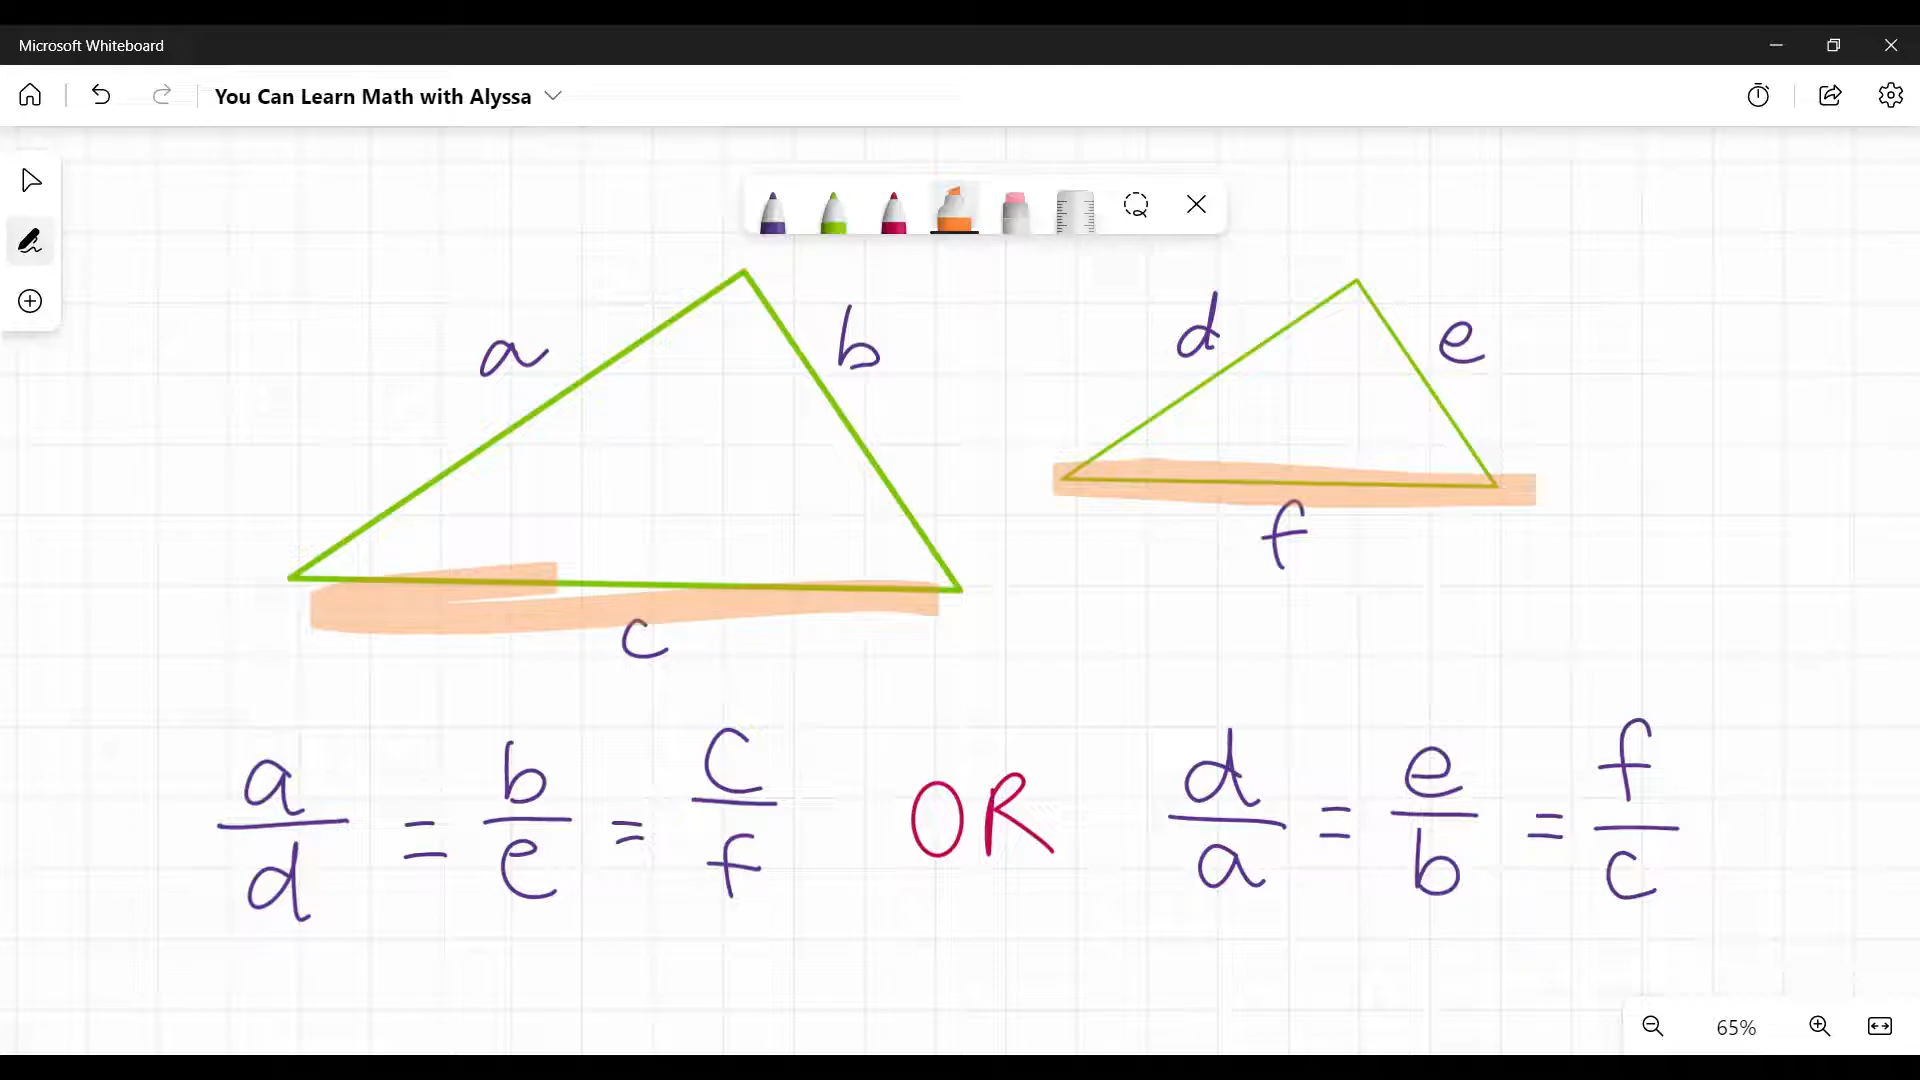 Microsoft Whiteboard
You Can Learn Math with Alyssa
a b d e
f
c
a/d = b/e = c/f OR d/a = e/b = f/c
65%